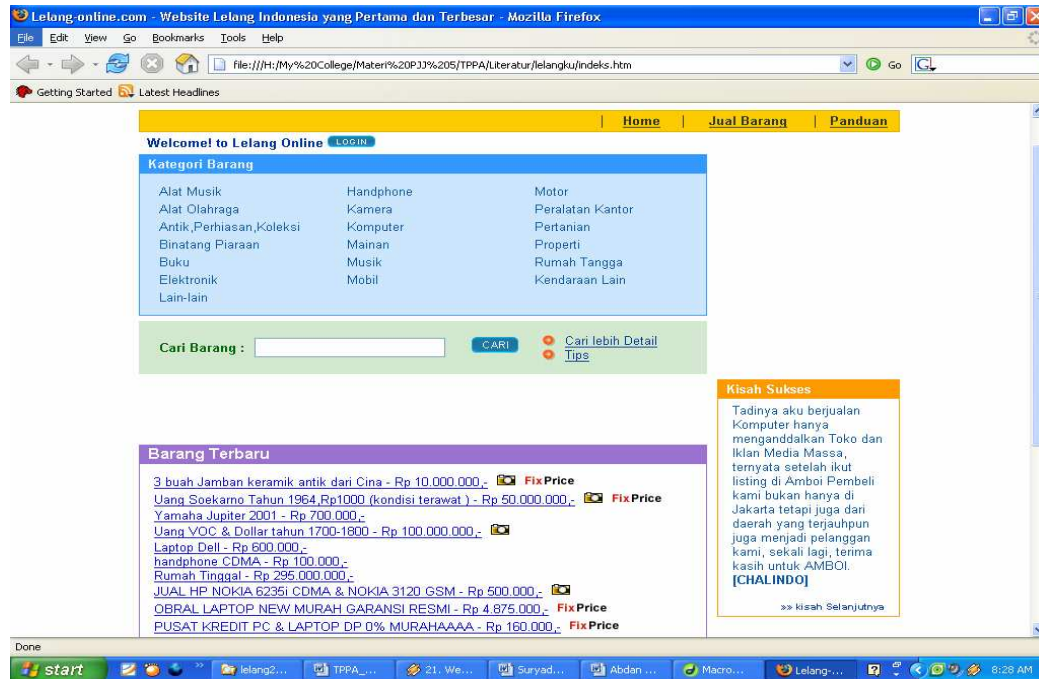 Lelang-online.com - Website Lelang Indonesia yang Pertama dan Terbesar - Mozilla Firefox
File Edit View Go Bookmarks Tools Help
file:///H:/My%20College/Materi%20PJJ%205/TPPA/Literatur/lelangku/indeks.htm Go G
Getting Started Latest Headlines
| Home | Jual Barang | Panduan
Welcome! to Lelang Online LOGIN
Kategori Barang
Alat Musik Handphone Motor
Alat Olahraga Kamera Peralatan Kantor
Antik,Perhiasan,Koleksi Komputer Pertanian
Binatang Piaraan Mainan Properti
Buku Musik Rumah Tangga
Elektronik Mobil Kendaraan Lain
Lain-lain
Cari Barang : CARI Cari lebih Detail
Tips
Barang Terbaru
3 buah Jamban keramik antik dari Cina - Rp 10.000.000,- FixPrice
Uang Soekarno Tahun 1964,Rp1000 (kondisi terawat ) - Rp 50.000.000,- FixPrice
Yamaha Jupiter 2001 - Rp 700.000,-
Uang VOC & Dollar tahun 1700-1800 - Rp 100.000.000,-
Laptop Dell - Rp 600.000,-
handphone CDMA - Rp 100.000,-
Rumah Tinggal - Rp 295.000.000,-
JUAL HP NOKIA 6235i CDMA & NOKIA 3120 GSM - Rp 500.000,-
OBRAL LAPTOP NEW MURAH GARANSI RESMI - Rp 4.875.000,- FixPrice
PUSAT KREDIT PC & LAPTOP DP 0% MURAHAAAA - Rp 160.000,- FixPrice
Kisah Sukses
Tadinya aku berjualan
Komputer hanya
menganddalkan Toko dan
Iklan Media Massa,
ternyata setelah ikut
listing di Amboi Pembeli
kami bukan hanya di
Jakarta tetapi juga dari
daerah yang terjauhpun
juga menjadi pelanggan
kami, sekali lagi, terima
kasih untuk AMBOI.
[CHALINDO]
»» kisah Selanjutnya
Done
start lelang2... TPPA_... 21. We... Suryad... Abdan ... Macro... Lelang-... 8:28 AM